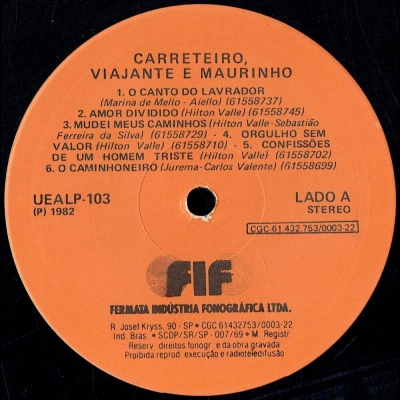 CARRETEIRO,
VIAJANTE E MAURINHO
1. O CANTO DO LAVRADOR
(Marina de Mello - Aiello) (61558737)
2. AMOR DIVIDIDO (Hilton Valle) (61558745)
3. MUDEI MEUS CAMINHOS (Hilton Valle-Sebastião
Ferreira da Silva) (61558729) - 4. ORGULHO SEM
VALOR (Hilton Valle) (61558710) - 5. CONFISSÕES
DE UM HOMEM TRISTE (Hilton Valle) (61558702)
6. O CAMINHONEIRO (Jurema-Carlos Valente) (61558699)
UEALP-103
(P) 1982
LADO A
STEREO
CGC-61 432.753/0003-22
FIF
FERMATA INDÚSTRIA FONOGRÁFICA LTDA.
R. Josef Kryss, 90 - SP • CGC 61432753/0003-22
Ind. Bras. • SCDP/SR/SP - 007/69 • M. Registr
Reserv. direitos fonogr e da obra gravada
Proibida reprod. execução e radioteledifusão